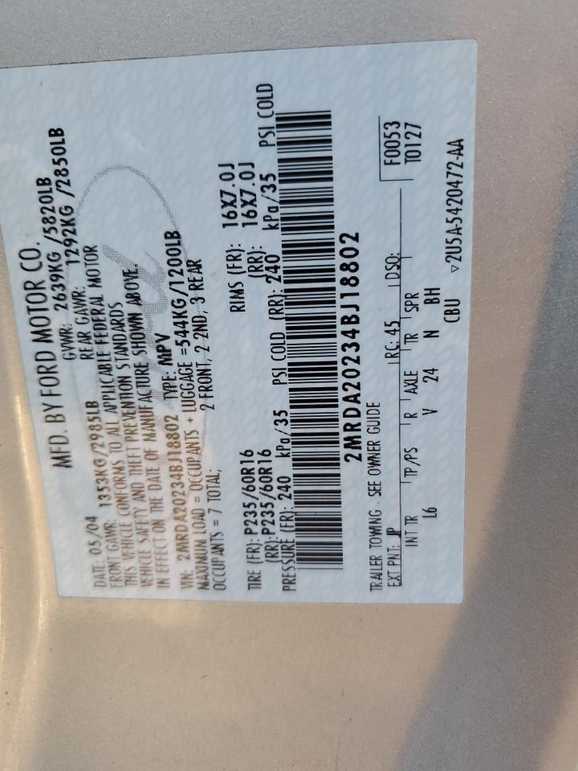 MFD. BY FORD MOTOR CO.
DATE: 05/04 GVWR: 2639KG /5820LB
FRONT GAWR: 1353KG/2985LB REAR GAWR: 1292KG /2850LB
THIS VEHICLE CONFORMS TO ALL APPLICABLE FEDERAL MOTOR
VEHICLE SAFETY AND THEFT PREVENTION STANDARDS
IN EFFECT ON THE DATE OF MANUFACTURE SHOWN ABOVE.
VIN: 2MRDA20234BJ18802 TYPE: MPV
MAXIMUM LOAD = OCCUPANTS + LUGGAGE =544KG/1200LB
OCCUPANTS = 7 TOTAL; 2 FRONT, 2 2ND, 3 REAR
TIRE (FR): P235/60R16 RIMS (FR): 16X7.0J
(RR): P235/60R16 (RR): 16X7.0J
PRESSURE (FR): 240 kPa/35 PSI COLD (RR): 240 kPa/35 PSI COLD
2MRDA20234BJ18802
TRAILER TOWING - SEE OWNER GUIDE
EXT PNT: JP RC: 45 DSO: F0053
INT TR TP/PS R AXLE TR SPR T0127
L6 V 24 N BH
CBU ▽2U5A-5420472-AA